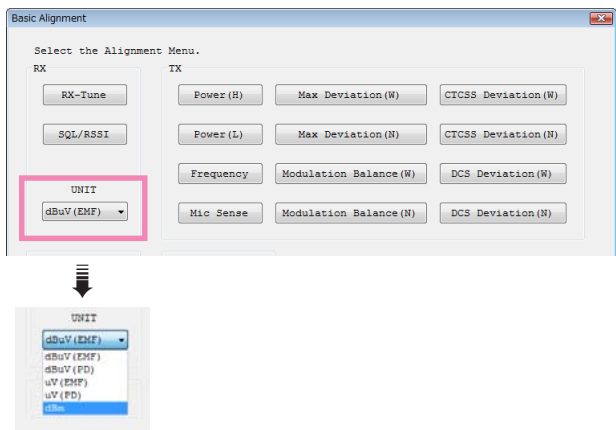 Basic Alignment
Select the Alignment Menu.
RX
TX
RX-Tune
Power(H)
Max Deviation(W)
CTCSS Deviation(W)
SQL/RSSI
Power(L)
Max Deviation(N)
CTCSS Deviation(N)
Frequency
Modulation Balance(W)
DCS Deviation(W)
UNIT
dBuV(EMF)
Mic Sense
Modulation Balance(N)
DCS Deviation(N)
UNIT
dBuV(EMF)
dBuV(EMF)
dBuV(PD)
uV(EMF)
uV(PD)
dBm